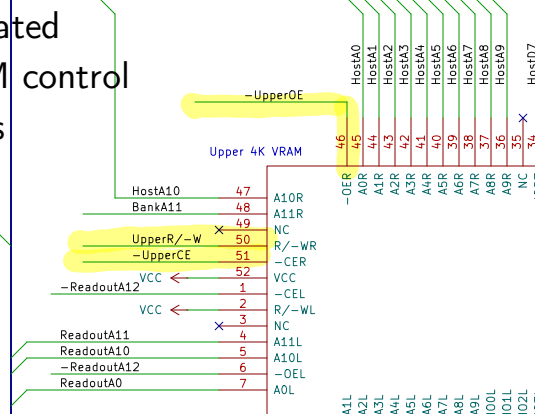 ated
M control
s
-UpperOE
HostA0
HostA1
HostA2
HostA3
HostA4
HostA5
HostA6
HostA7
HostA8
HostA9
HostD7
46
45
44
43
42
41
40
39
38
37
36
35
34
Upper 4K VRAM
-OER
A0R
A1R
A2R
A3R
A4R
A5R
A6R
A7R
A8R
A9R
NC
HostA10 47 A10R
BankA11 48 A11R
49 NC
UpperR/-W 50 R/-WR
-UpperCE 51 -CER
VCC 52 VCC
-ReadoutA12 1 -CEL
VCC 2 R/-WL
3 NC
ReadoutA11 4 A11L
ReadoutA10 5 A10L
-ReadoutA12 6 -OEL
ReadoutA0 7 A0L
A1L
A2L
A3L
A4L
A5L
A6L
A7L
A8L
A9L